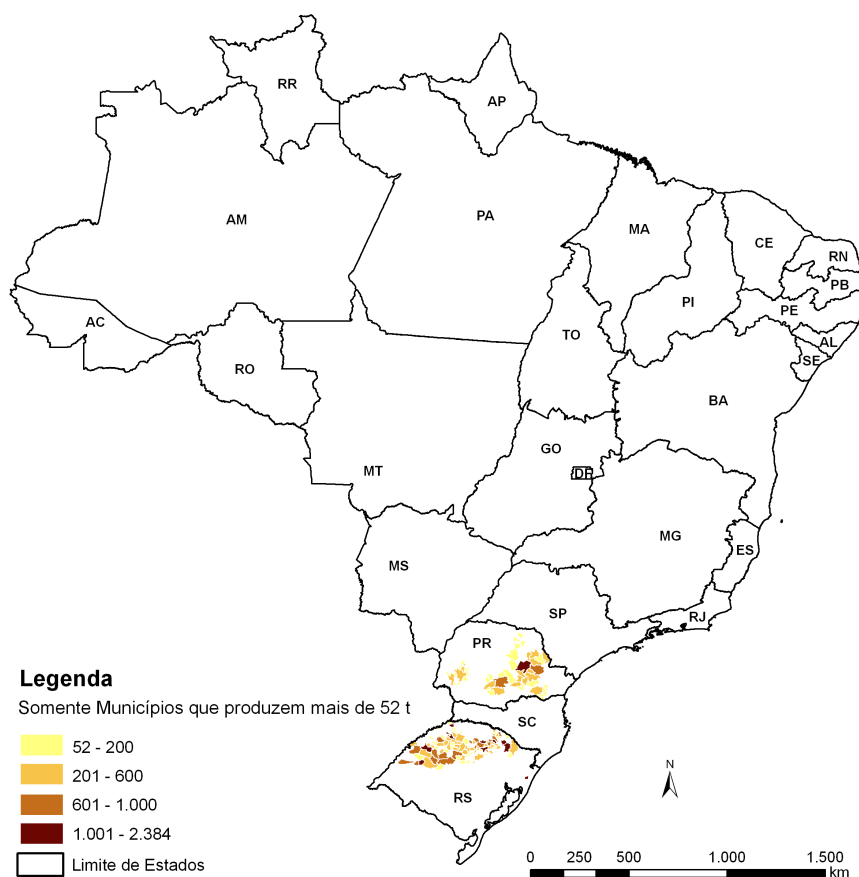 RR
AP
AM
PA
MA
CE
RN
PB
PE
PI
AC
AL
TO
SE
RO
BA
GO
DF
MT
MG
ES
MS
SP
RJ
PR
SC
RS
Legenda
Somente Municípios que produzem mais de 52 t
52 - 200
201 - 600
601 - 1.000
1.001 - 2.384
Limite de Estados
N
0 250 500 1.000 1.500
km